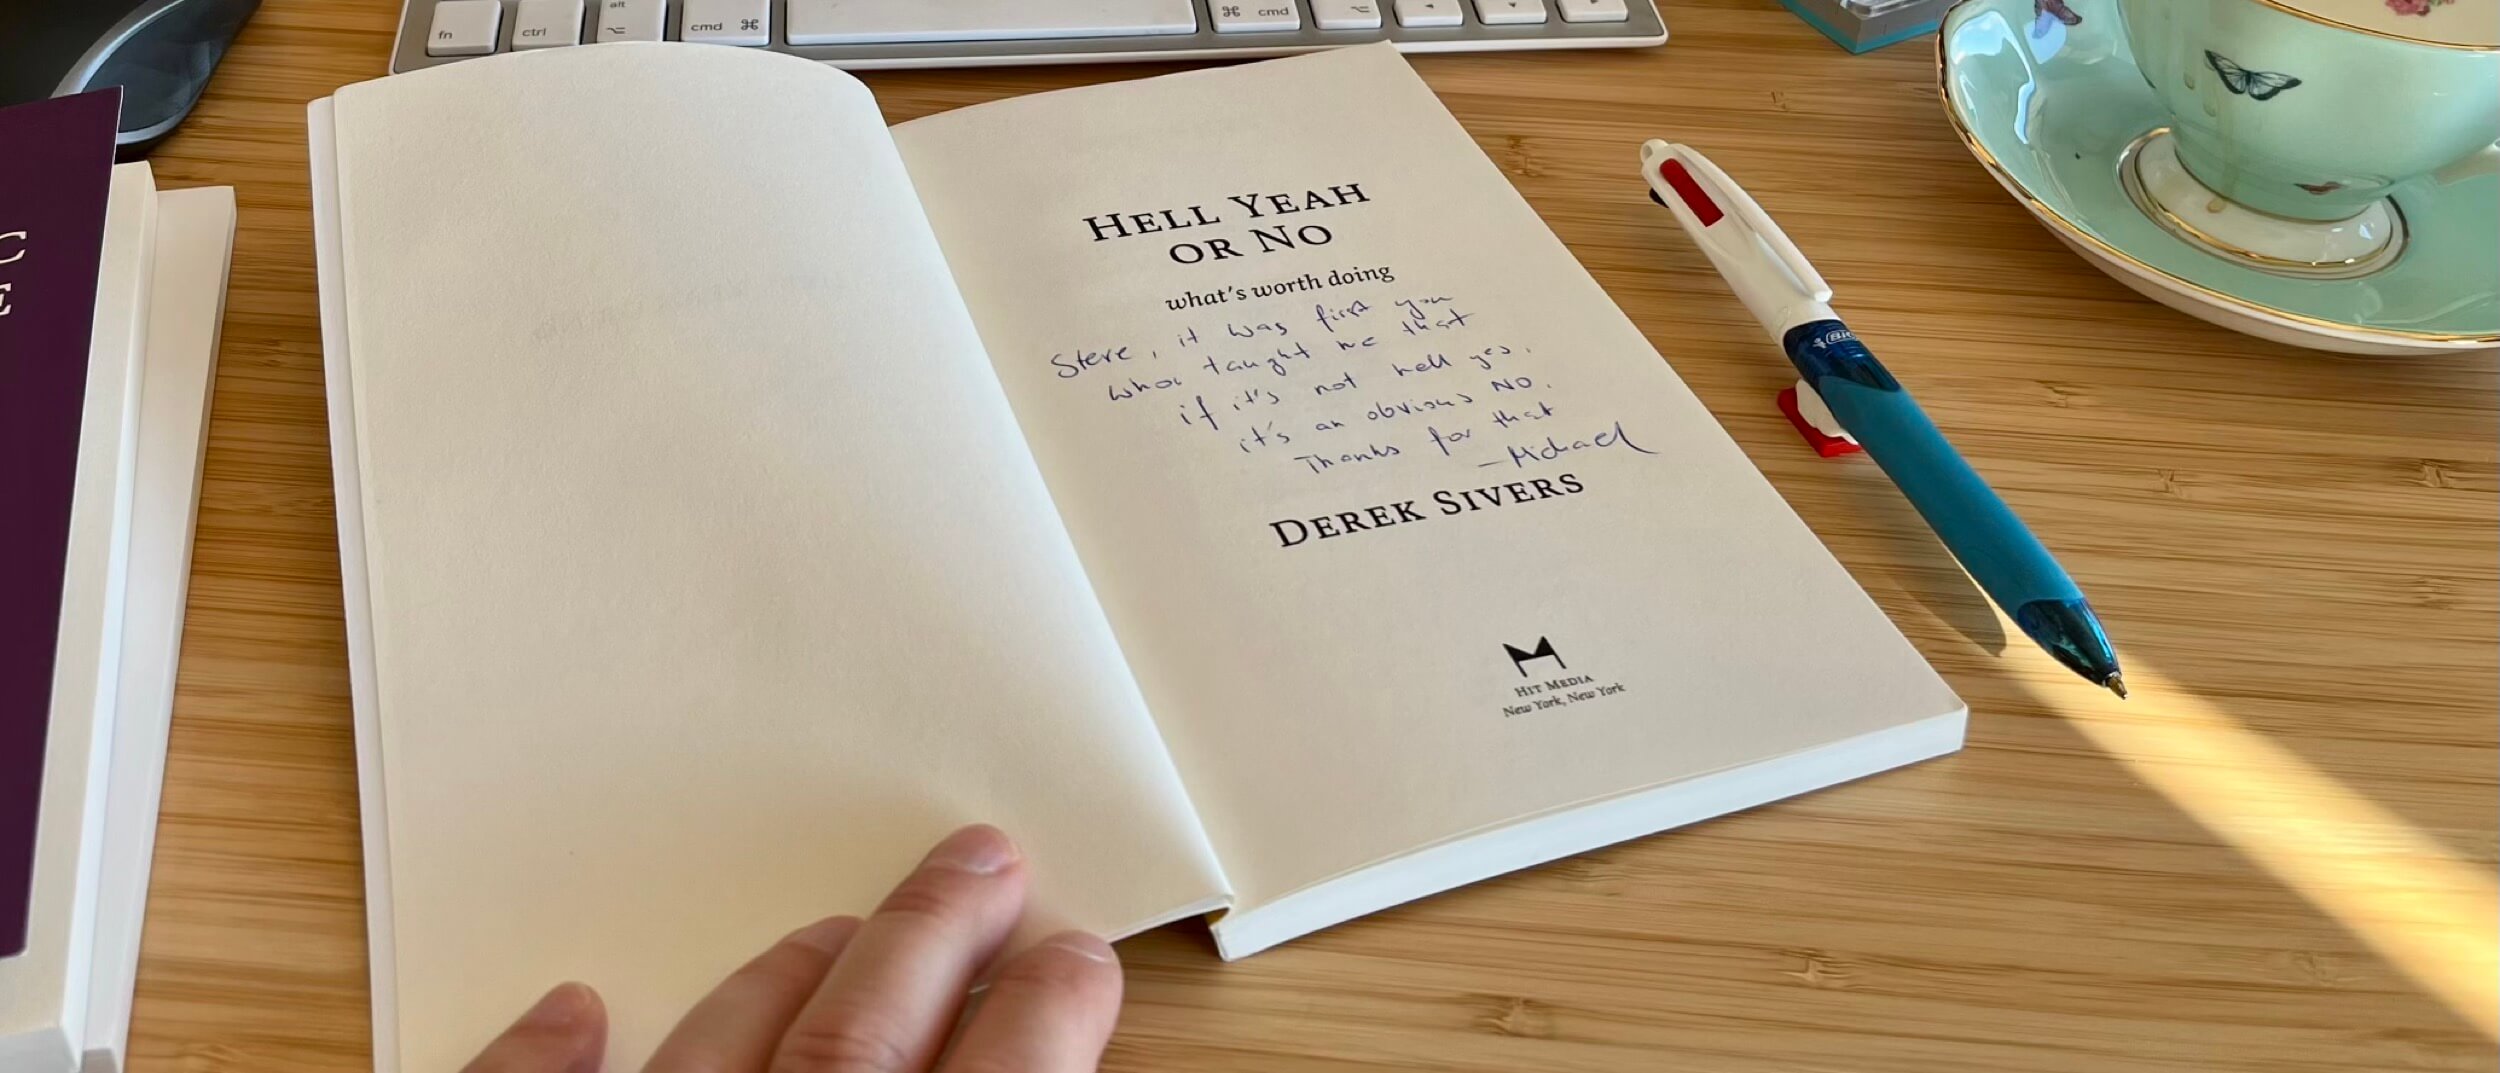 fn
ctrl
alt
cmd ⌘
⌘ cmd
C
E
HELL YEAH
OR NO
what's worth doing
Steve, it was first you
who taught me that
if it's not hell yes,
it's an obvious NO.
Thanks for that
—Michael
DEREK SIVERS
HIT MEDIA
New York, New York
BIC